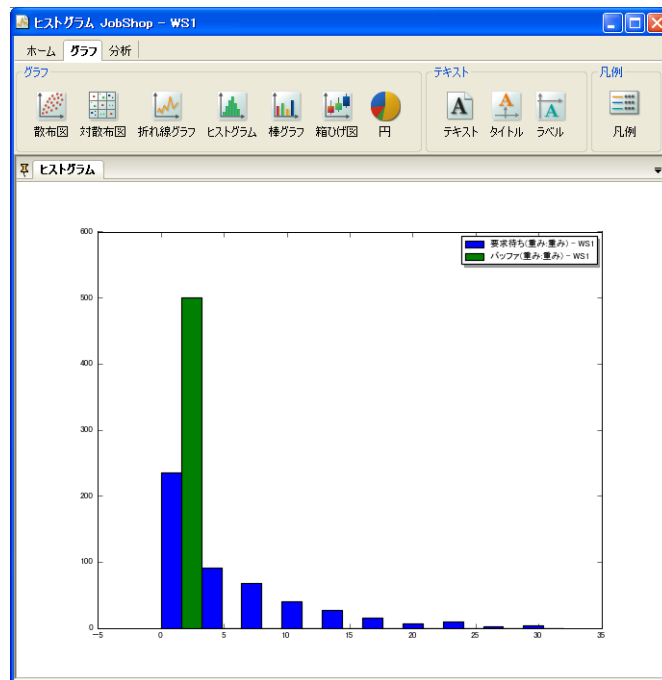 ヒストグラム JobShop - WS1
ホーム グラフ 分析
グラフ テキスト 凡例
散布図 対散布図 折れ線グラフ ヒストグラム 棒グラフ 箱ひげ図 円 テキスト タイトル ラベル 凡例
ヒストグラム
600
要求待ち(重み:重み) - WS1
バッファ(重み:重み) - WS1
500
400
300
200
100
0
-5 0 5 10 15 20 25 30 35